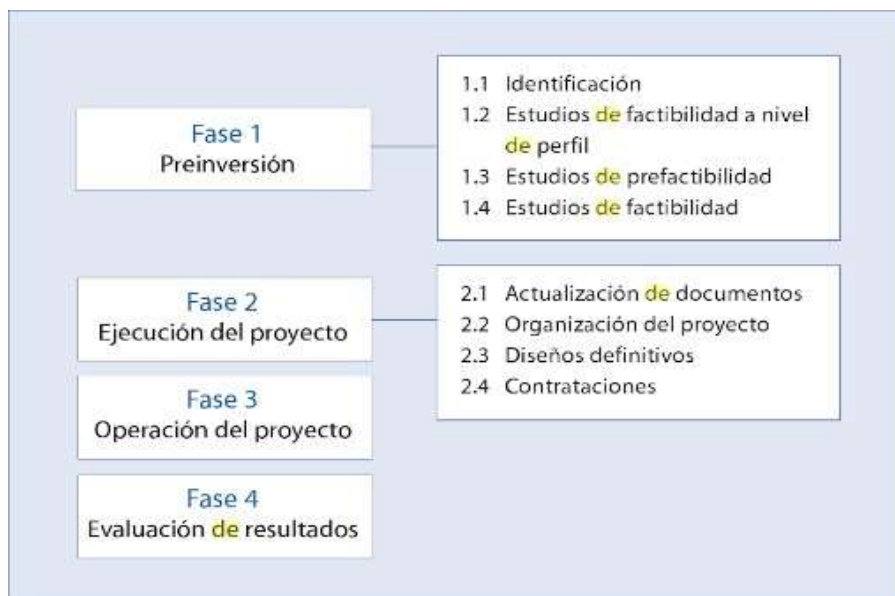 Fase 1
Preinversión
1.1 Identificación
1.2 Estudios de factibilidad a nivel
de perfil
1.3 Estudios de prefactibilidad
1.4 Estudios de factibilidad
Fase 2
Ejecución del proyecto
2.1 Actualización de documentos
2.2 Organización del proyecto
2.3 Diseños definitivos
2.4 Contrataciones
Fase 3
Operación del proyecto
Fase 4
Evaluación de resultados